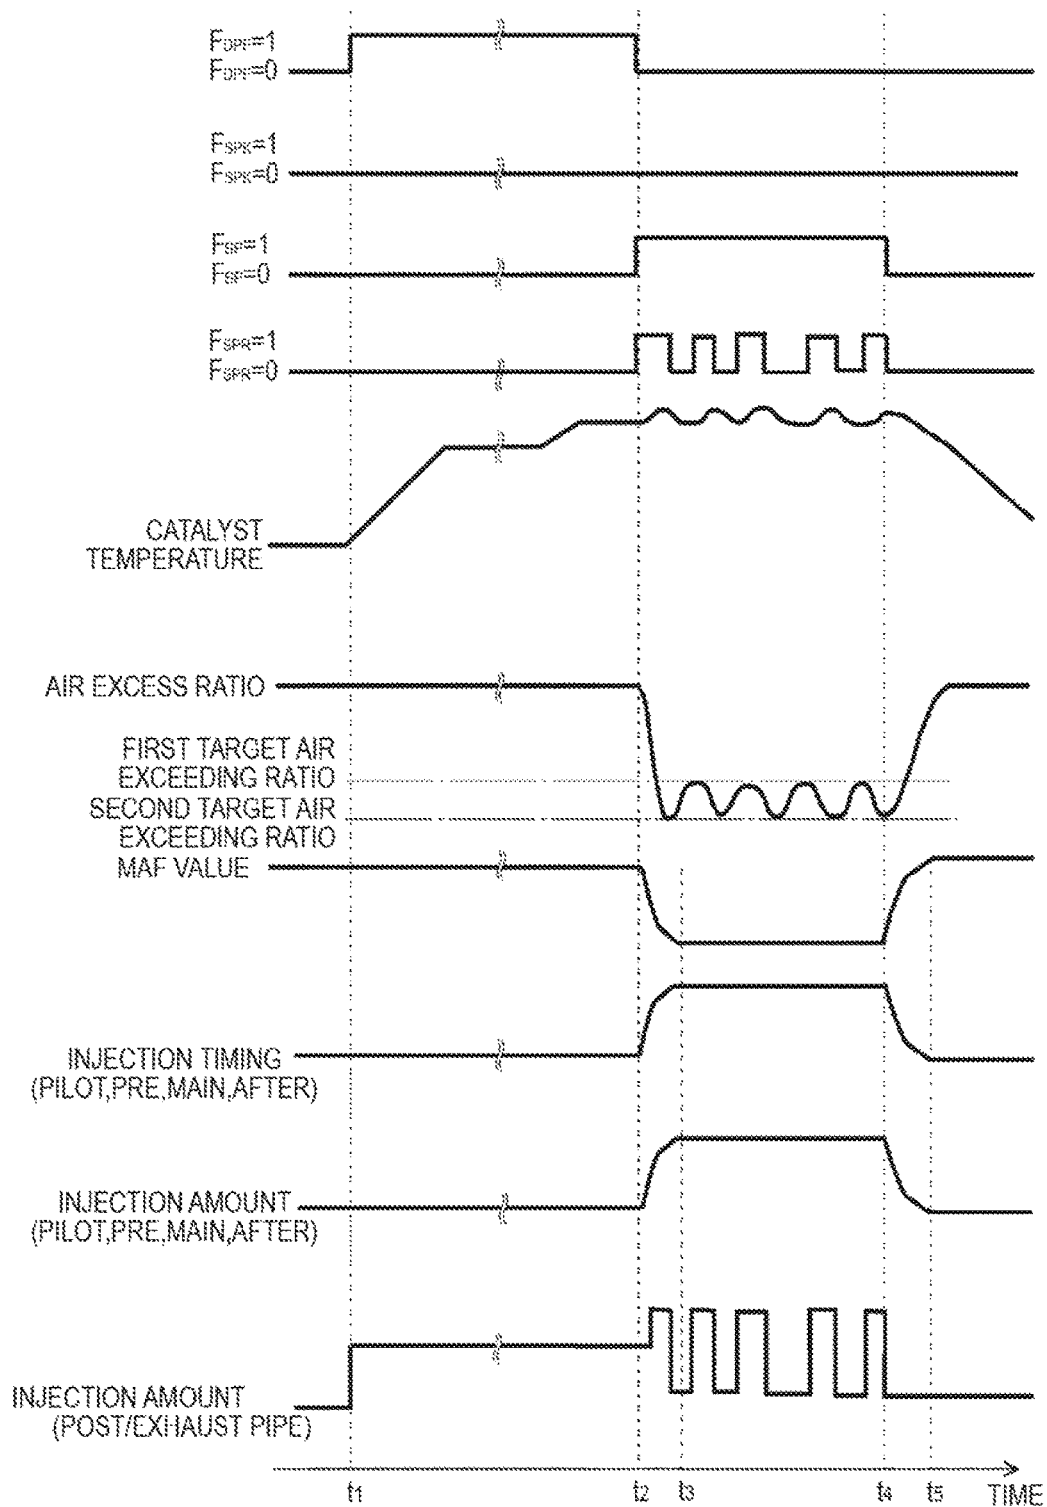 FDPF=1
FDPF=0
FSPK=1
FSPK=0
FSP=1
FSP=0
FSPR=1
FSPR=0
CATALYST
TEMPERATURE
AIR EXCESS RATIO
FIRST TARGET AIR
EXCEEDING RATIO
SECOND TARGET AIR
EXCEEDING RATIO
MAF VALUE
INJECTION TIMING
(PILOT,PRE,MAIN,AFTER)
INJECTION AMOUNT
(PILOT,PRE,MAIN,AFTER)
INJECTION AMOUNT
(POST/EXHAUST PIPE)
t1 t2 t3 t4 t5 TIME